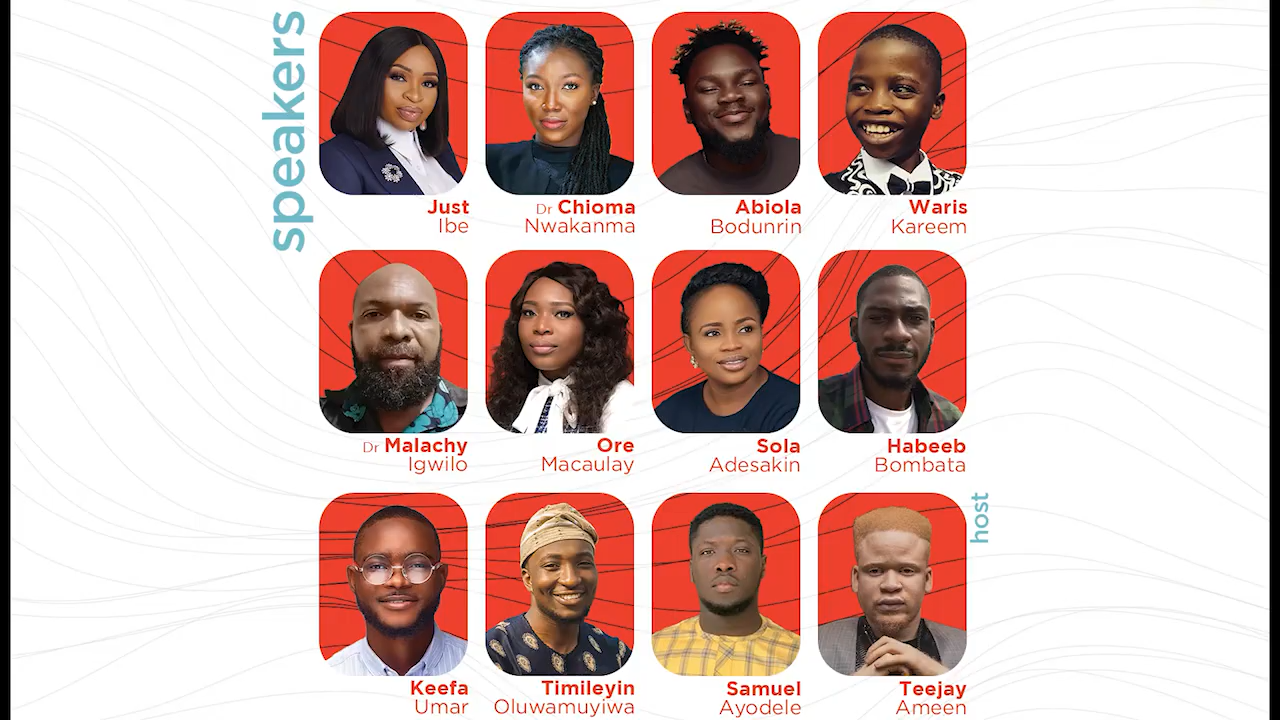 speakers
Just
Ibe
Dr Chioma
Nwakanma
Abiola
Bodunrin
Waris
Kareem
Dr Malachy
Igwilo
Ore
Macaulay
Sola
Adesakin
Habeeb
Bombata
Keefa
Umar
Timileyin
Oluwamuyiwa
Samuel
Ayodele
host
Teejay
Ameen